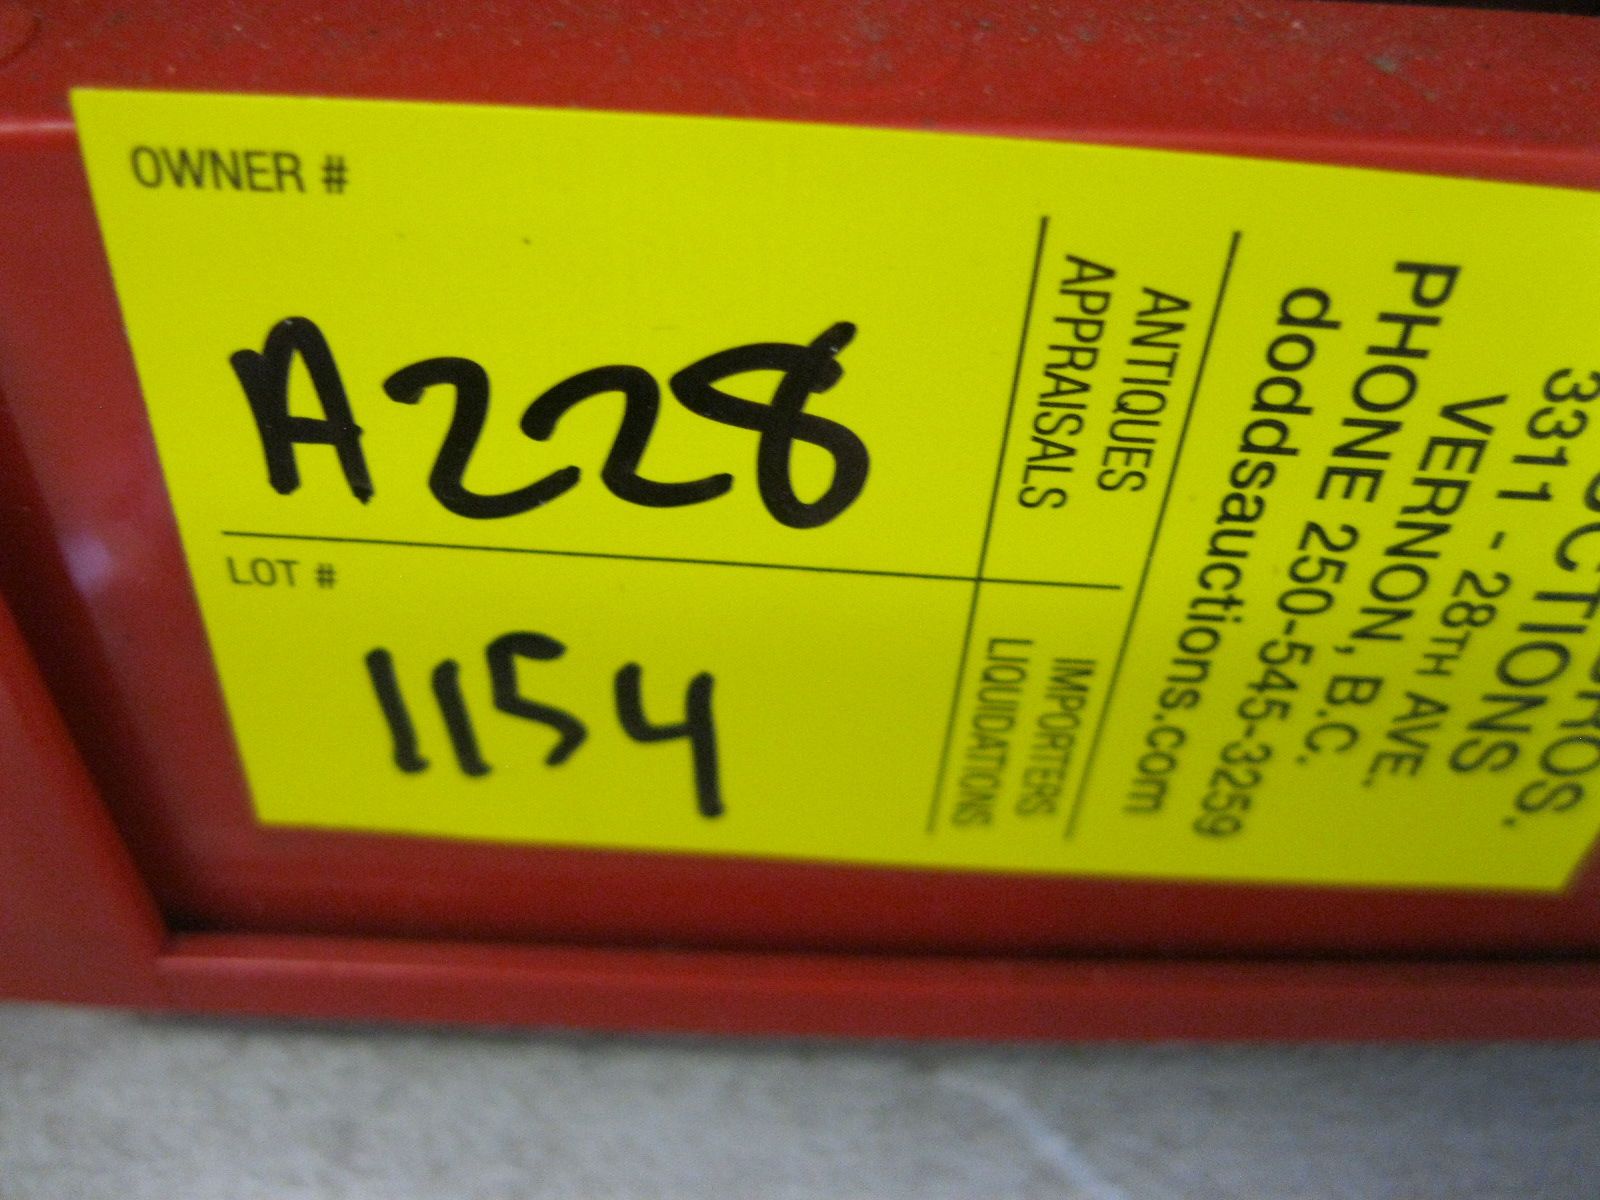 OWNER #
A228
LOT #
1154
3311 - 28TH AVE.
VERNON, B.C.
PHONE 250-545-3259
doddsauctions.com
ANTIQUES
APPRAISALS
IMPORTERS
LIQUIDATIONS